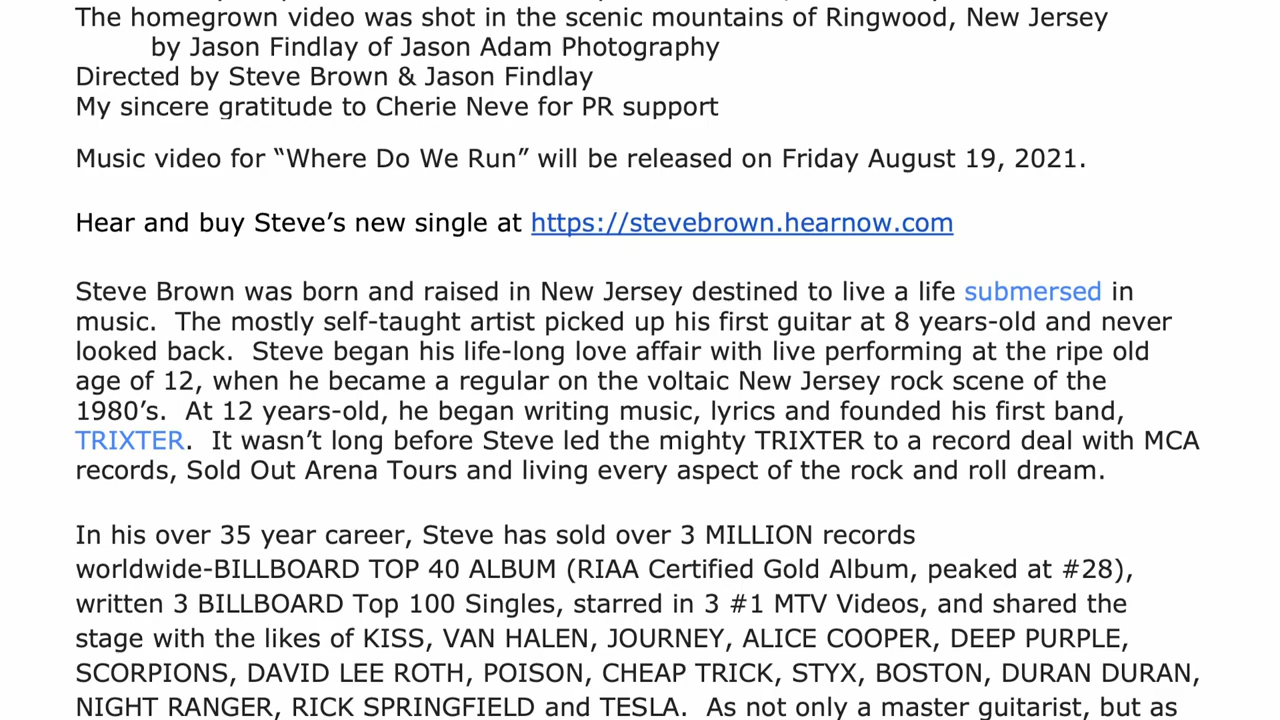 The homegrown video was shot in the scenic mountains of Ringwood, New Jersey
by Jason Findlay of Jason Adam Photography
Directed by Steve Brown & Jason Findlay
My sincere gratitude to Cherie Neve for PR support
Music video for “Where Do We Run” will be released on Friday August 19, 2021.
Hear and buy Steve’s new single at https://stevebrown.hearnow.com
Steve Brown was born and raised in New Jersey destined to live a life submersed in
music.  The mostly self-taught artist picked up his first guitar at 8 years-old and never
looked back.  Steve began his life-long love affair with live performing at the ripe old
age of 12, when he became a regular on the voltaic New Jersey rock scene of the
1980’s.  At 12 years-old, he began writing music, lyrics and founded his first band,
TRIXTER.  It wasn’t long before Steve led the mighty TRIXTER to a record deal with MCA
records, Sold Out Arena Tours and living every aspect of the rock and roll dream.
In his over 35 year career, Steve has sold over 3 MILLION records
worldwide-BILLBOARD TOP 40 ALBUM (RIAA Certified Gold Album, peaked at #28),
written 3 BILLBOARD Top 100 Singles, starred in 3 #1 MTV Videos, and shared the
stage with the likes of KISS, VAN HALEN, JOURNEY, ALICE COOPER, DEEP PURPLE,
SCORPIONS, DAVID LEE ROTH, POISON, CHEAP TRICK, STYX, BOSTON, DURAN DURAN,
NIGHT RANGER, RICK SPRINGFIELD and TESLA.  As not only a master guitarist, but as